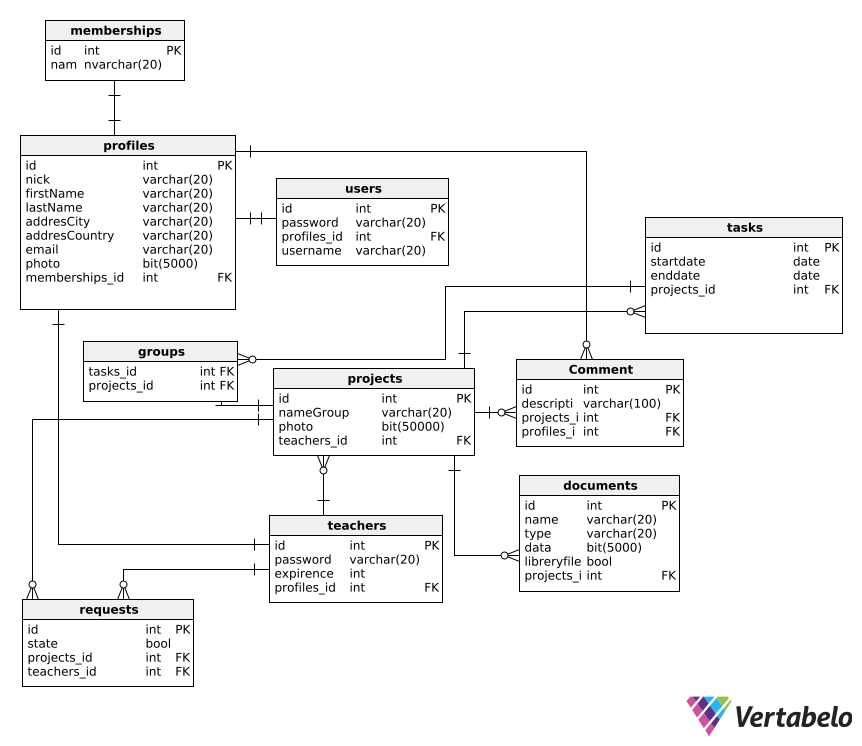 memberships
id int PK
nam nvarchar(20)
profiles
id int PK
nick varchar(20)
firstName varchar(20)
lastName varchar(20)
addresCity varchar(20)
addresCountry varchar(20)
email varchar(20)
photo bit(5000)
memberships_id int FK
users
id int PK
password varchar(20)
profiles_id int FK
username varchar(20)
tasks
id int PK
startdate date
enddate date
projects_id int FK
groups
tasks_id int FK
projects_id int FK
projects
id int PK
nameGroup varchar(20)
photo bit(50000)
teachers_id int FK
Comment
id int PK
descripti varchar(100)
projects_i int FK
profiles_i int FK
documents
id int PK
name varchar(20)
type varchar(20)
data bit(5000)
libreryfile bool
projects_i int FK
teachers
id int PK
password varchar(20)
expirence int
profiles_id int FK
requests
id int PK
state bool
projects_id int FK
teachers_id int FK
Vertabelo